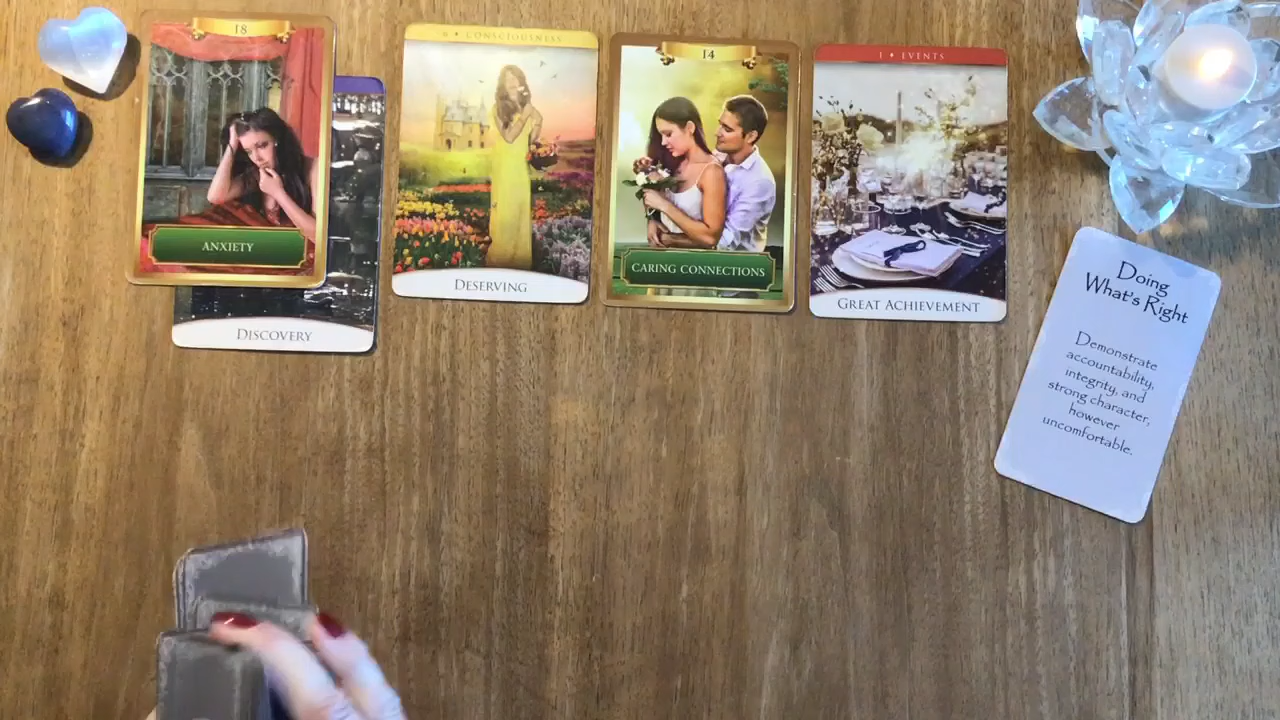 18
ANXIETY
DISCOVERY
CONSCIOUSNESS
DESERVING
14
CARING CONNECTIONS
1 • EVENTS
GREAT ACHIEVEMENT
Doing
What's Right
Demonstrate
accountability,
integrity, and
strong character,
however
uncomfortable.